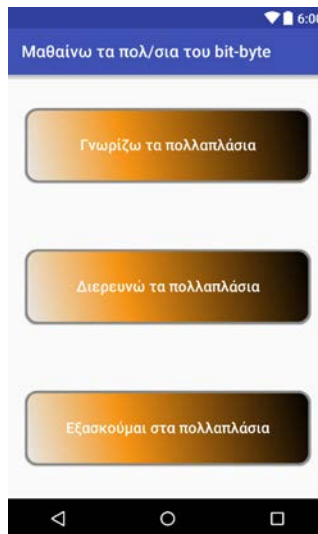 6:00
Μαθαίνω τα πολ/σια του bit-byte
Γνωρίζω τα πολλαπλάσια
Διερευνώ τα πολλαπλάσια
Εξασκούμαι στα πολλαπλάσια